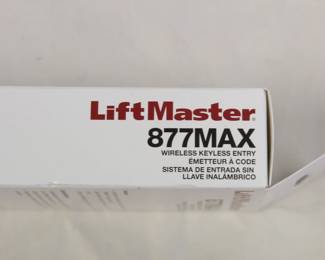 LiftMaster®
877MAX
WIRELESS KEYLESS ENTRY
ÉMETTEUR À CODE
SISTEMA DE ENTRADA SIN
LLAVE INALÁMBRICO